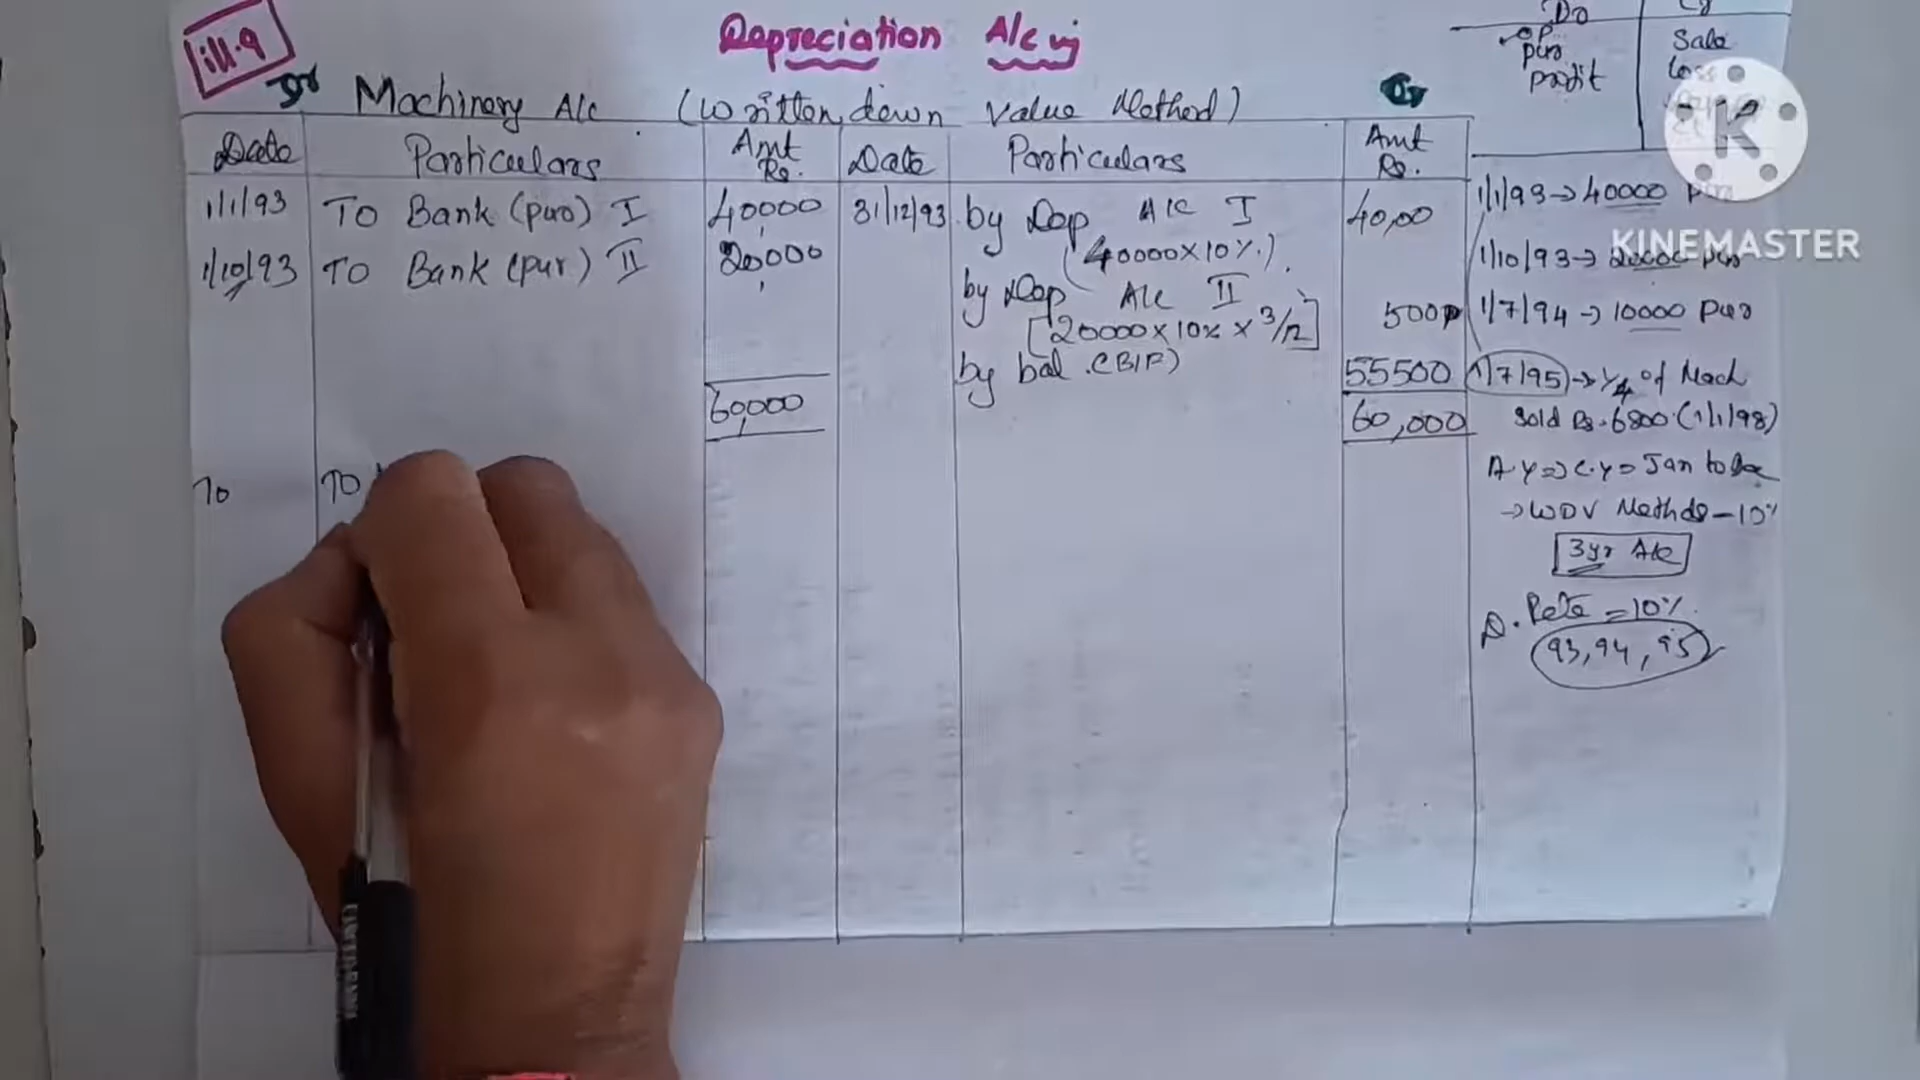 ill.9
Depreciation A/c
Dr Machinery A/c (Written down Value Method) Cr
Date Particulars Amt Rs. Date Particulars Amt Rs.
1/1/93 To Bank (pur) I 40,000 31/12/93 by Dep A/c I 40,00
(40000x10%)
1/10/93 To Bank (pur) II 20,000
by Dep A/c II 500
[20000x10%x3/12]
by bal. (B/F) 55500
60,000 60,000
To To
Dr
op
pur
profit
Sale
loss
1/1/93→40000
1/10/93→ pur
1/7/94→10000 pur
1/7/95→1/4 of Mach
Sold Rs.6800 (1/1/98)
A.Y⇒C.Y=Jan to
→WDV Method-10%
3yr A/c
D. Rate=10%
93,94,95
K
KINEMASTER
LINC